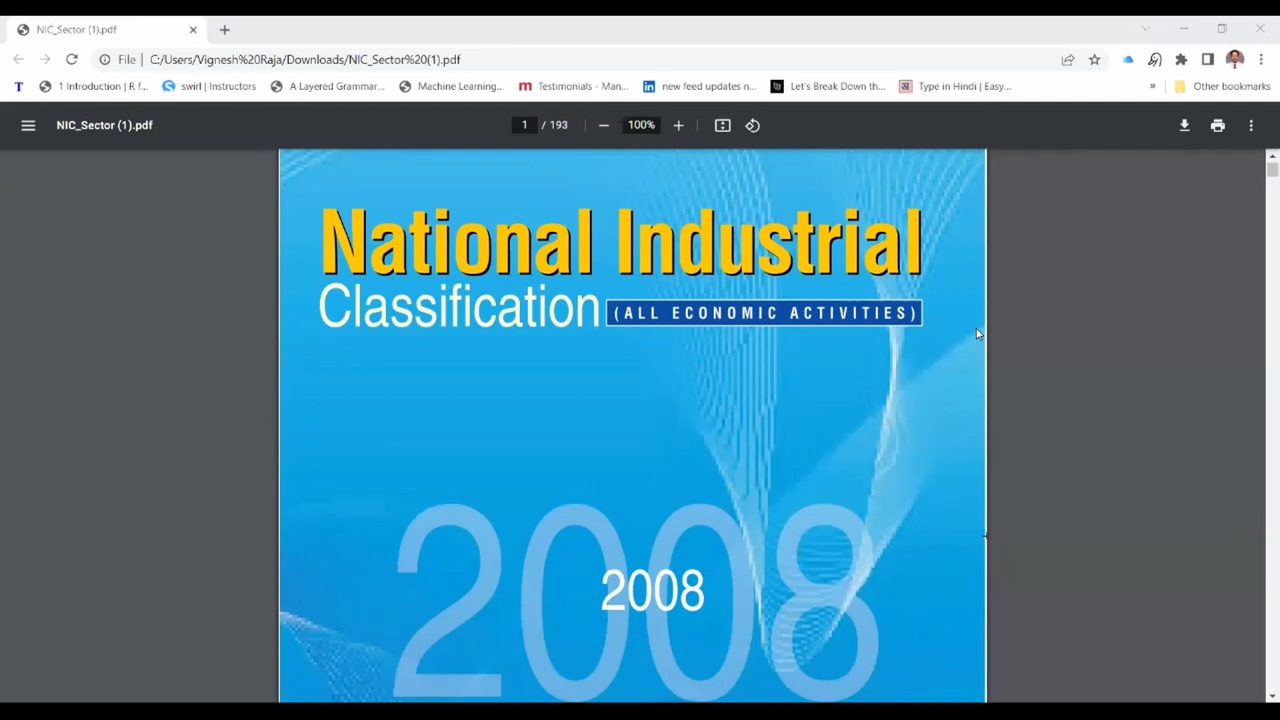 NIC_Sector (1).pdf
File C:/Users/Vignesh%20Raja/Downloads/NIC_Sector%20(1).pdf
T 1 Introduction | R f... swirl | Instructors A Layered Grammar... Machine Learning... m Testimonials - Man... in new feed updates n... Let's Break Down th... अ Type in Hindi | Easy... » Other bookmarks
NIC_Sector (1).pdf 1 / 193 100%
National Industrial
Classification (ALL ECONOMIC ACTIVITIES)
2008
2008